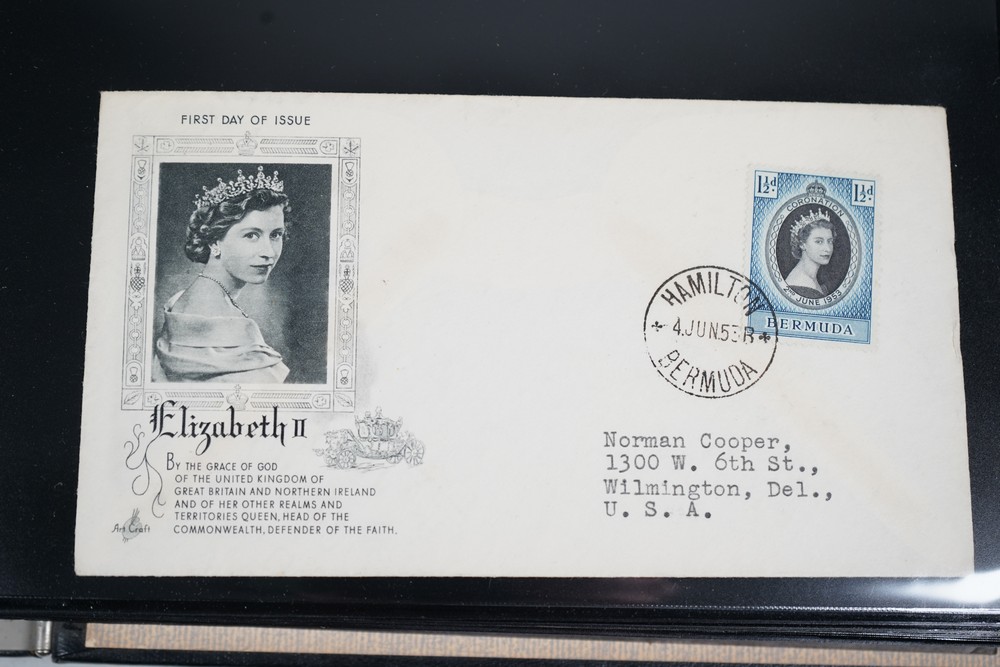 FIRST DAY OF ISSUE
Elizabeth II
BY THE GRACE OF GOD
OF THE UNITED KINGDOM OF
GREAT BRITAIN AND NORTHERN IRELAND
AND OF HER OTHER REALMS AND
TERRITORIES QUEEN, HEAD OF THE
COMMONWEALTH, DEFENDER OF THE FAITH.
Art Craft
1½d. 1½d.
CORONATION
2ND JUNE 1953
BERMUDA
HAMILTON
4.JUN.53 R
BERMUDA
Norman Cooper,
1300 W. 6th St.,
Wilmington, Del.,
U. S. A.